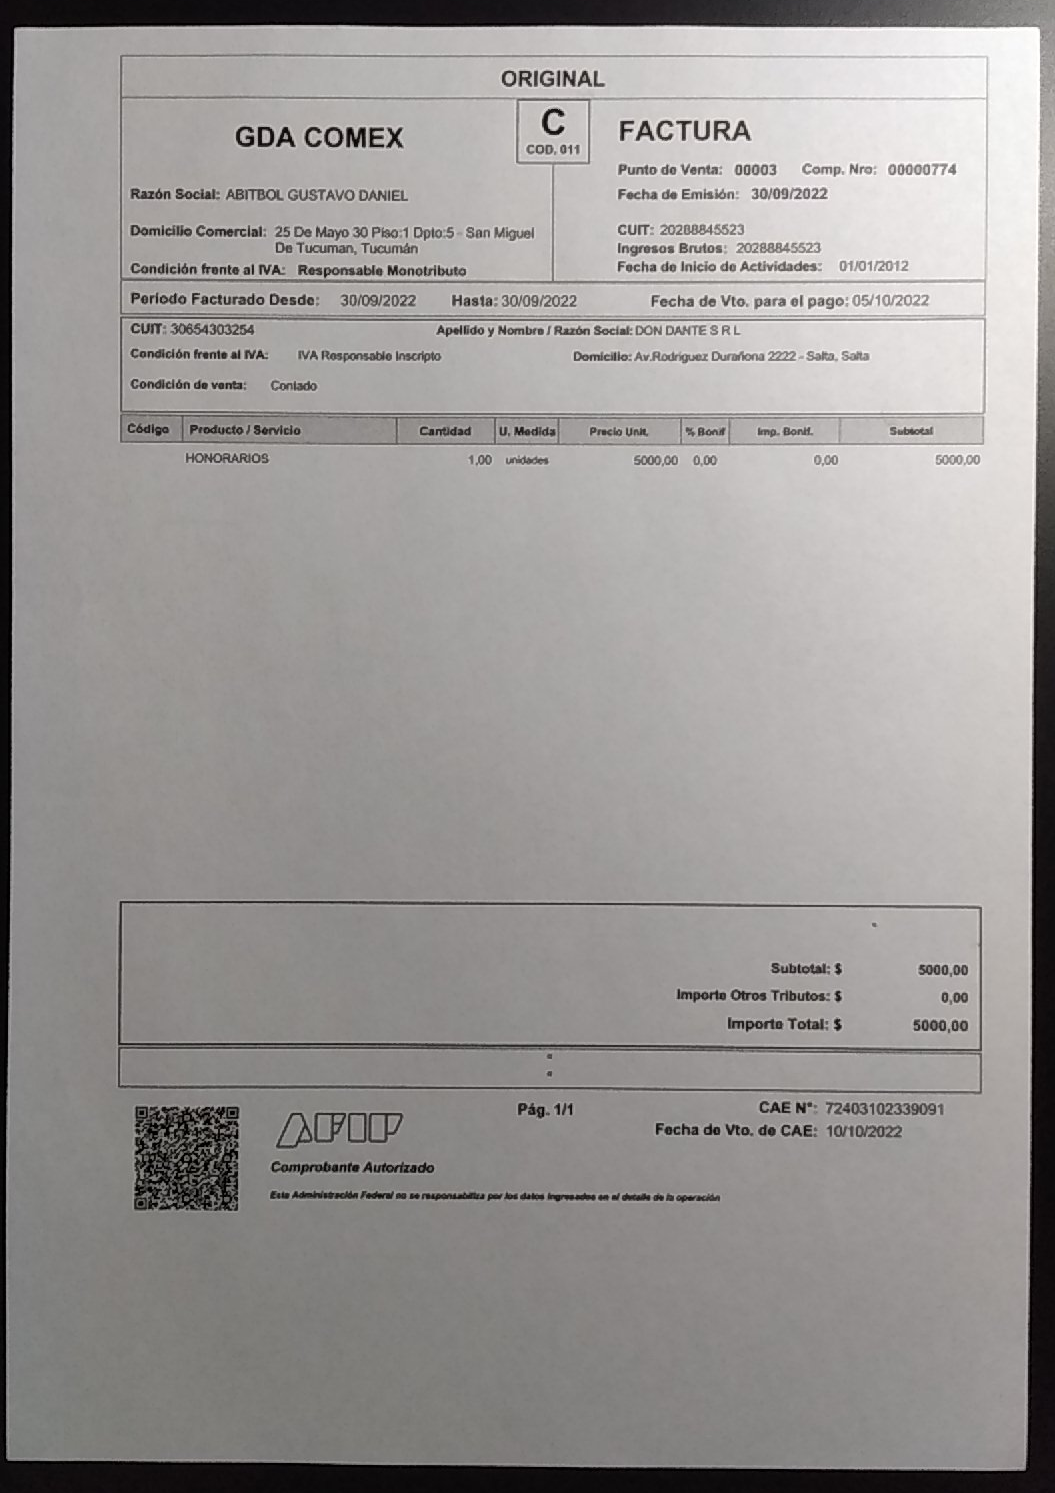 ORIGINAL
GDA COMEX
C
COD. 011
FACTURA
Punto de Venta: 00003 Comp. Nro: 00000774
Razón Social: ABITBOL GUSTAVO DANIEL
Fecha de Emisión: 30/09/2022
Domicilio Comercial: 25 De Mayo 30 Piso:1 Dpto:5 - San Miguel
De Tucuman, Tucumán
CUIT: 20288845523
Ingresos Brutos: 20288845523
Condición frente al IVA: Responsable Monotributo
Fecha de Inicio de Actividades: 01/01/2012
Período Facturado Desde: 30/09/2022 Hasta: 30/09/2022 Fecha de Vto. para el pago: 05/10/2022
CUIT: 30654303254 Apellido y Nombre / Razón Social: DON DANTE S R L
Condición frente al IVA: IVA Responsable Inscripto Domicilio: Av.Rodriguez Durañona 2222 - Salta, Salta
Condición de venta: Contado
Código Producto / Servicio Cantidad U. Medida Precio Unit. % Bonif Imp. Bonif. Subtotal
HONORARIOS 1,00 unidades 5000,00 0,00 0,00 5000,00
Subtotal: $ 5000,00
Importe Otros Tributos: $ 0,00
Importe Total: $ 5000,00
AFIP
Pág. 1/1
CAE N°: 72403102339091
Fecha de Vto. de CAE: 10/10/2022
Comprobante Autorizado
Esta Administración Federal no se responsabiliza por los datos ingresados en el detalle de la operación